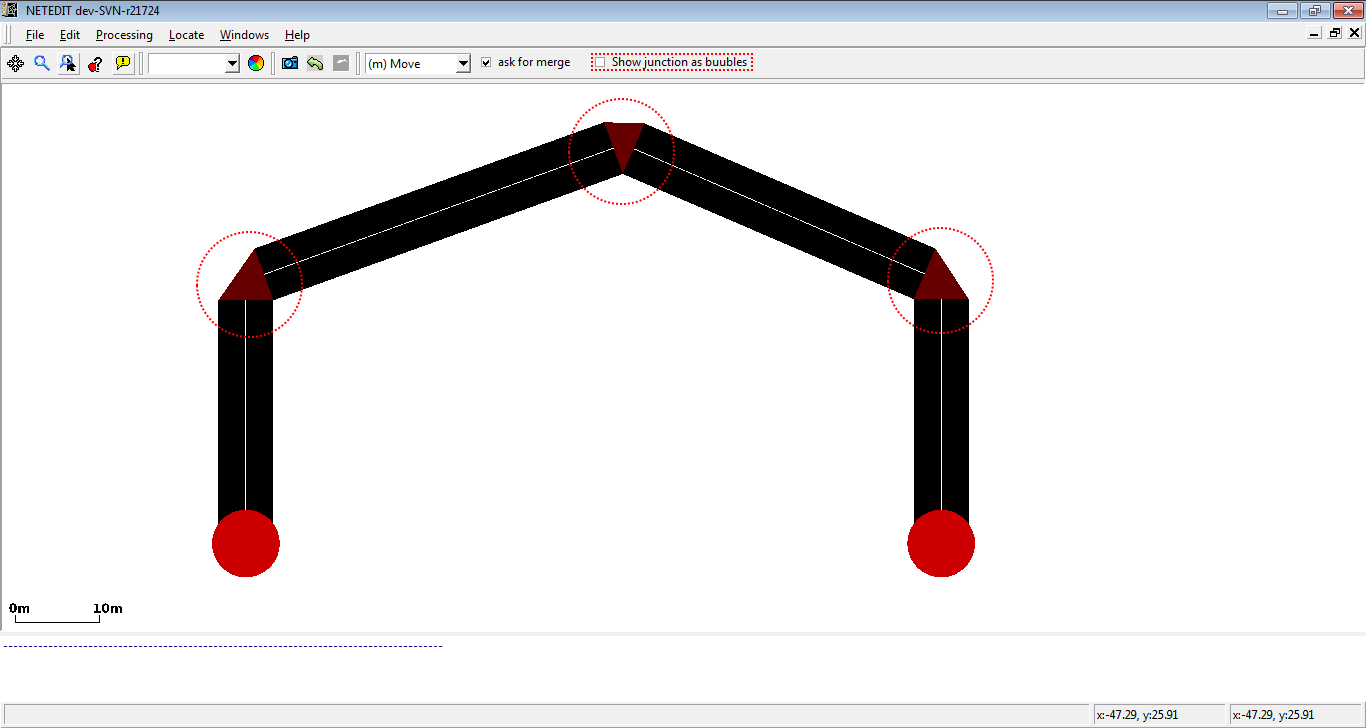 NETEDIT dev-SVN-r21724
File Edit Processing Locate Windows Help
(m) Move ask for merge Show junction as buubles
0m 10m
x:-47.29, y:25.91 x:-47.29, y:25.91